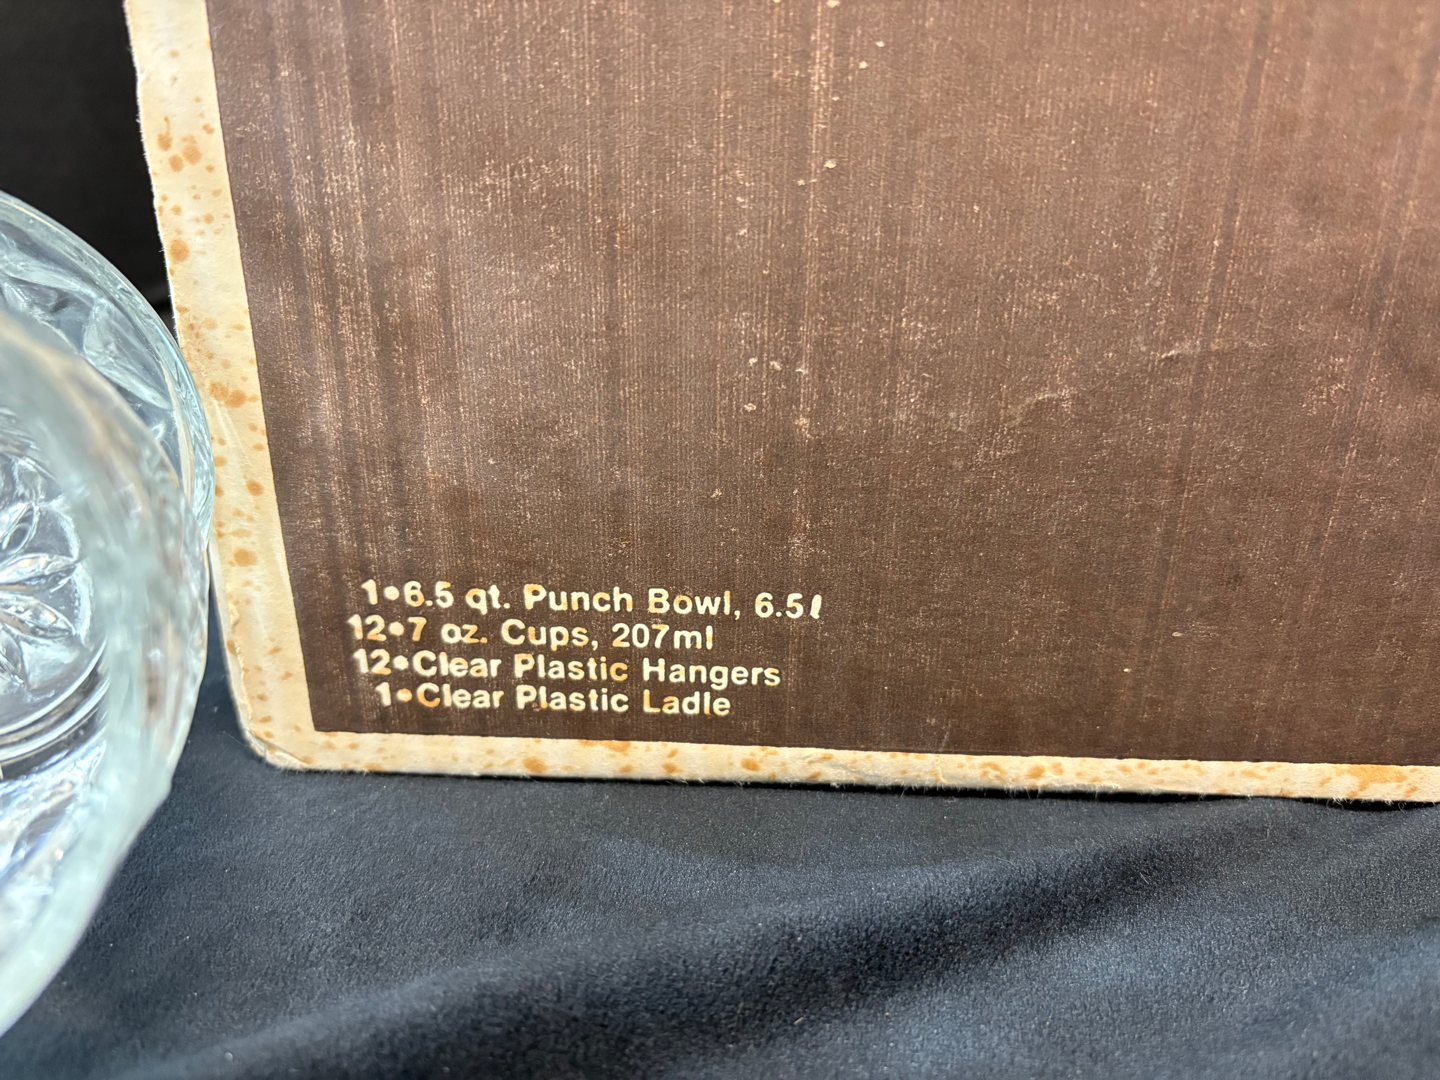 1•6.5 qt. Punch Bowl, 6.5ℓ
12•7 oz. Cups, 207ml
12•Clear Plastic Hangers
1•Clear Plastic Ladle